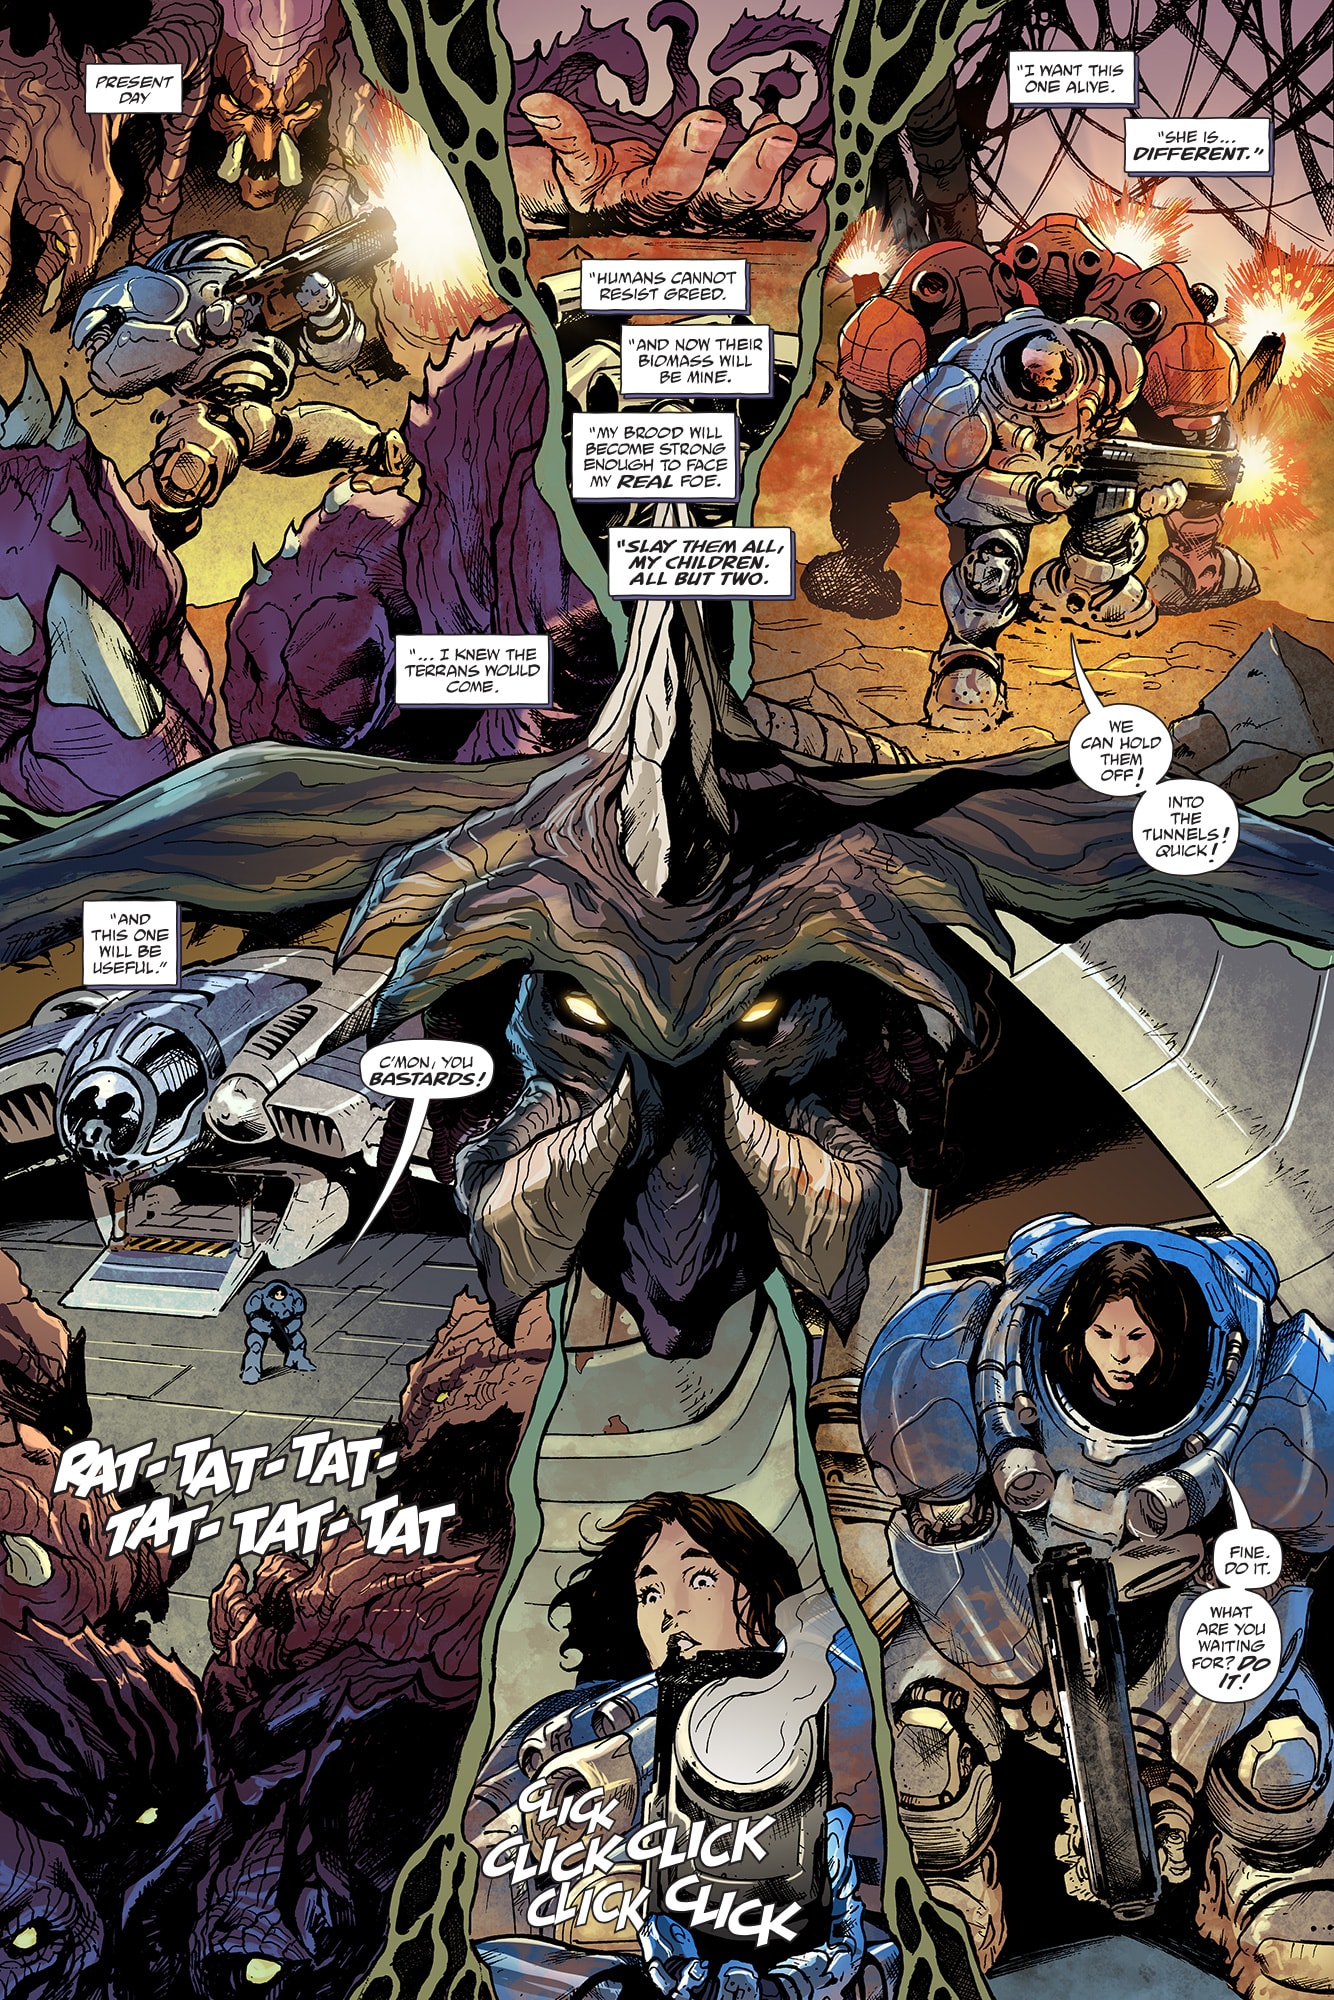 PRESENT
DAY
"HUMANS CANNOT
RESIST GREED.
"AND NOW THEIR
BIOMASS WILL
BE MINE.
"MY BROOD WILL
BECOME STRONG
ENOUGH TO FACE
MY REAL FOE.
"SLAY THEM ALL,
MY CHILDREN.
ALL BUT TWO.
"I WANT THIS
ONE ALIVE.
"SHE IS...
DIFFERENT."
WE
CAN HOLD
THEM
OFF!
INTO
THE
TUNNELS!
QUICK!
"... I KNEW THE
TERRANS WOULD
COME.
"AND
THIS ONE
WILL BE
USEFUL."
C'MON, YOU
BASTARDS!
RAT-TAT-TAT-
TAT-TAT-TAT
CLICK
CLICK CLICK
CLICK CLICK
FINE.
DO IT.
WHAT
ARE YOU
WAITING
FOR? DO
IT!